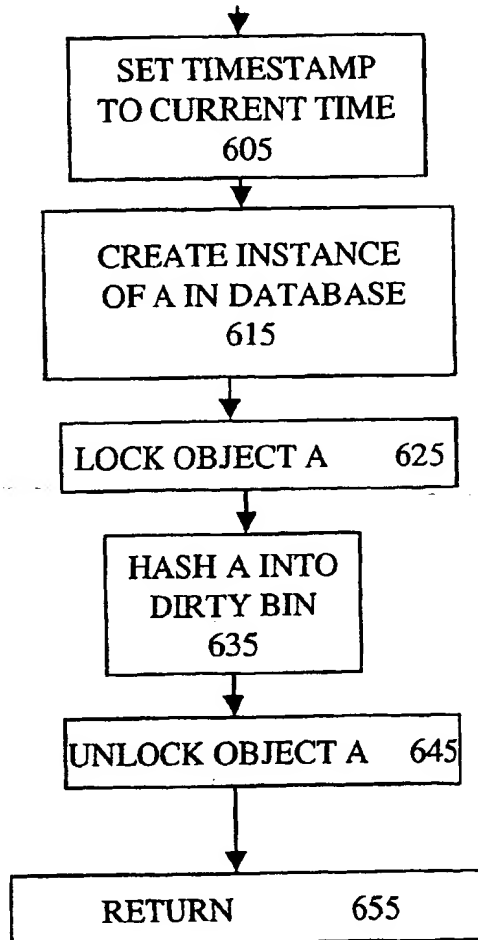 SET TIMESTAMP
TO CURRENT TIME
605
CREATE INSTANCE
OF A IN DATABASE
615
LOCK OBJECT A 625
HASH A INTO
DIRTY BIN
635
UNLOCK OBJECT A 645
RETURN 655